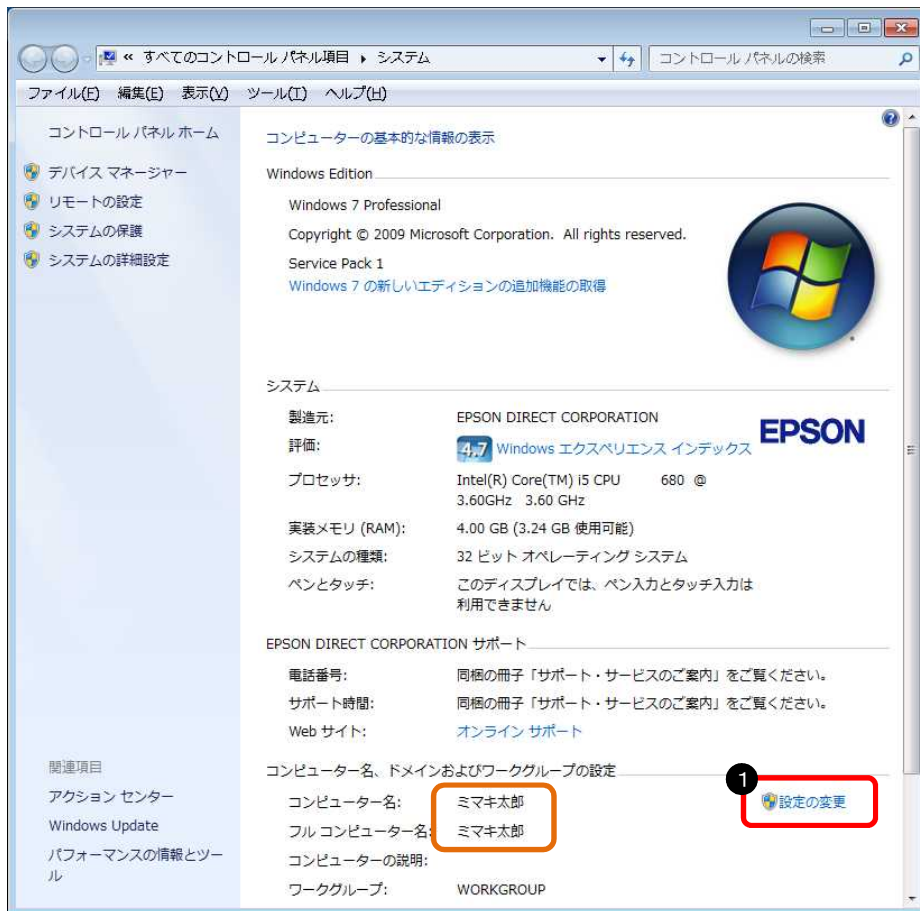 « すべてのコントロール パネル項目 ▸ システム
コントロール パネルの検索
ファイル(F) 編集(E) 表示(V) ツール(T) ヘルプ(H)
コントロール パネル ホーム
デバイス マネージャー
リモートの設定
システムの保護
システムの詳細設定
コンピューターの基本的な情報の表示
Windows Edition
Windows 7 Professional
Copyright © 2009 Microsoft Corporation. All rights reserved.
Service Pack 1
Windows 7 の新しいエディションの追加機能の取得
システム
製造元: EPSON DIRECT CORPORATION
EPSON
評価: 4.7 Windows エクスペリエンス インデックス
プロセッサ: Intel(R) Core(TM) i5 CPU 680 @
3.60GHz 3.60 GHz
実装メモリ (RAM): 4.00 GB (3.24 GB 使用可能)
システムの種類: 32 ビット オペレーティング システム
ペンとタッチ: このディスプレイでは、ペン入力とタッチ入力は
利用できません
EPSON DIRECT CORPORATION サポート
電話番号: 同梱の冊子「サポート・サービスのご案内」をご覧ください。
サポート時間: 同梱の冊子「サポート・サービスのご案内」をご覧ください。
Web サイト: オンライン サポート
関連項目
アクション センター
Windows Update
パフォーマンスの情報とツー
ル
コンピューター名、ドメインおよびワークグループの設定
1
コンピューター名: ミマキ太郎 設定の変更
フル コンピューター名: ミマキ太郎
コンピューターの説明:
ワークグループ: WORKGROUP